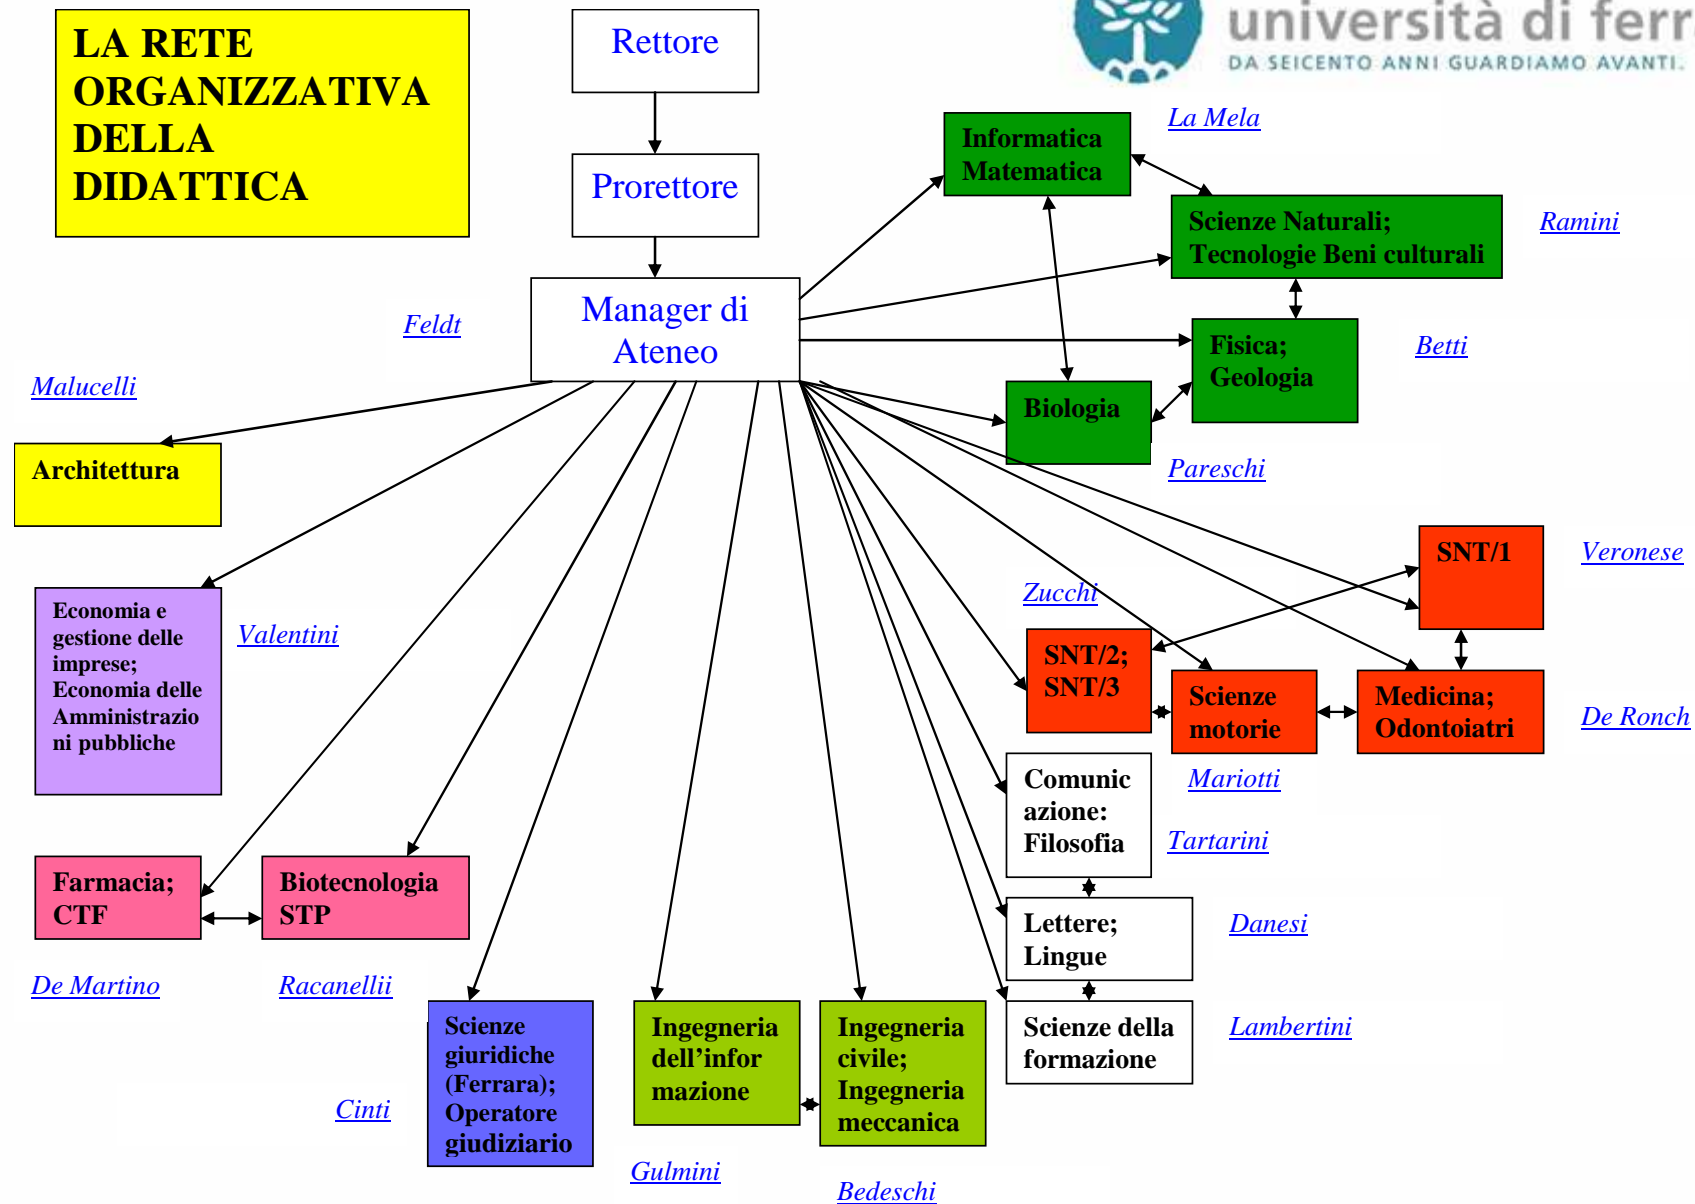 LA RETE
ORGANIZZATIVA
DELLA
DIDATTICA
Rettore
Prorettore
Manager di
Ateneo
Feldt
università di ferr
DA SEICENTO ANNI GUARDIAMO AVANTI.
La Mela
Informatica
Matematica
Scienze Naturali;
Tecnologie Beni culturali
Ramini
Fisica;
Geologia
Betti
Biologia
Pareschi
Malucelli
Architettura
Economia e
gestione delle
imprese;
Economia delle
Amministrazio
ni pubbliche
Valentini
SNT/1
Veronese
Zucchi
SNT/2;
SNT/3
Scienze
motorie
Medicina;
Odontoiatri
De Ronch
Mariotti
Comunic
azione:
Filosofia
Tartarini
Lettere;
Lingue
Danesi
Scienze della
formazione
Lambertini
Farmacia;
CTF
Biotecnologia
STP
De Martino
Racanellii
Scienze
giuridiche
(Ferrara);
Operatore
giudiziario
Cinti
Ingegneria
dell’infor
mazione
Gulmini
Ingegneria
civile;
Ingegneria
meccanica
Bedeschi